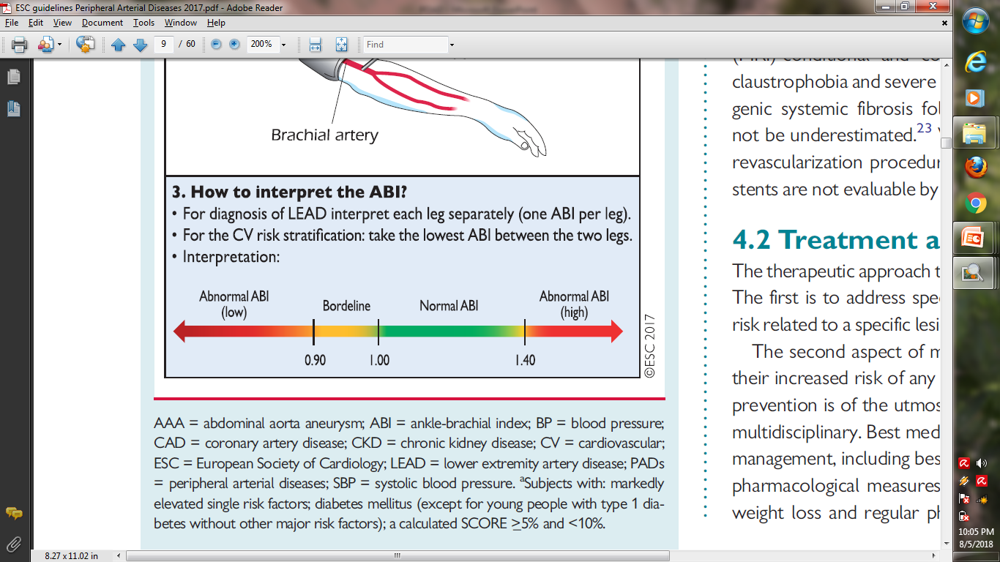 ESC guidelines Peripheral Arterial Diseases 2017.pdf - Adobe Reader
File Edit View Document Tools Window Help
9 / 60 200% Find
Brachial artery
3. How to interpret the ABI?
• For diagnosis of LEAD interpret each leg separately (one ABI per leg).
• For the CV risk stratification: take the lowest ABI between the two legs.
• Interpretation:
Abnormal ABI
(low)
Bordeline
Normal ABI
Abnormal ABI
(high)
0.90 1.00 1.40
©ESC 2017
AAA = abdominal aorta aneurysm; ABI = ankle-brachial index; BP = blood pressure;
CAD = coronary artery disease; CKD = chronic kidney disease; CV = cardiovascular;
ESC = European Society of Cardiology; LEAD = lower extremity artery disease; PADs
= peripheral arterial diseases; SBP = systolic blood pressure. aSubjects with: markedly
elevated single risk factors; diabetes mellitus (except for young people with type 1 dia-
betes without other major risk factors); a calculated SCORE ≥5% and <10%.
claustrophobia and severe
genic systemic fibrosis fol
not be underestimated.23
revascularization procedur
stents are not evaluable by
4.2 Treatment a
The therapeutic approach t
The first is to address spe
risk related to a specific lesi
The second aspect of m
their increased risk of any
prevention is of the utmos
multidisciplinary. Best med
management, including bes
pharmacological measures
weight loss and regular ph
8.27 x 11.02 in
10:05 PM
8/5/2018